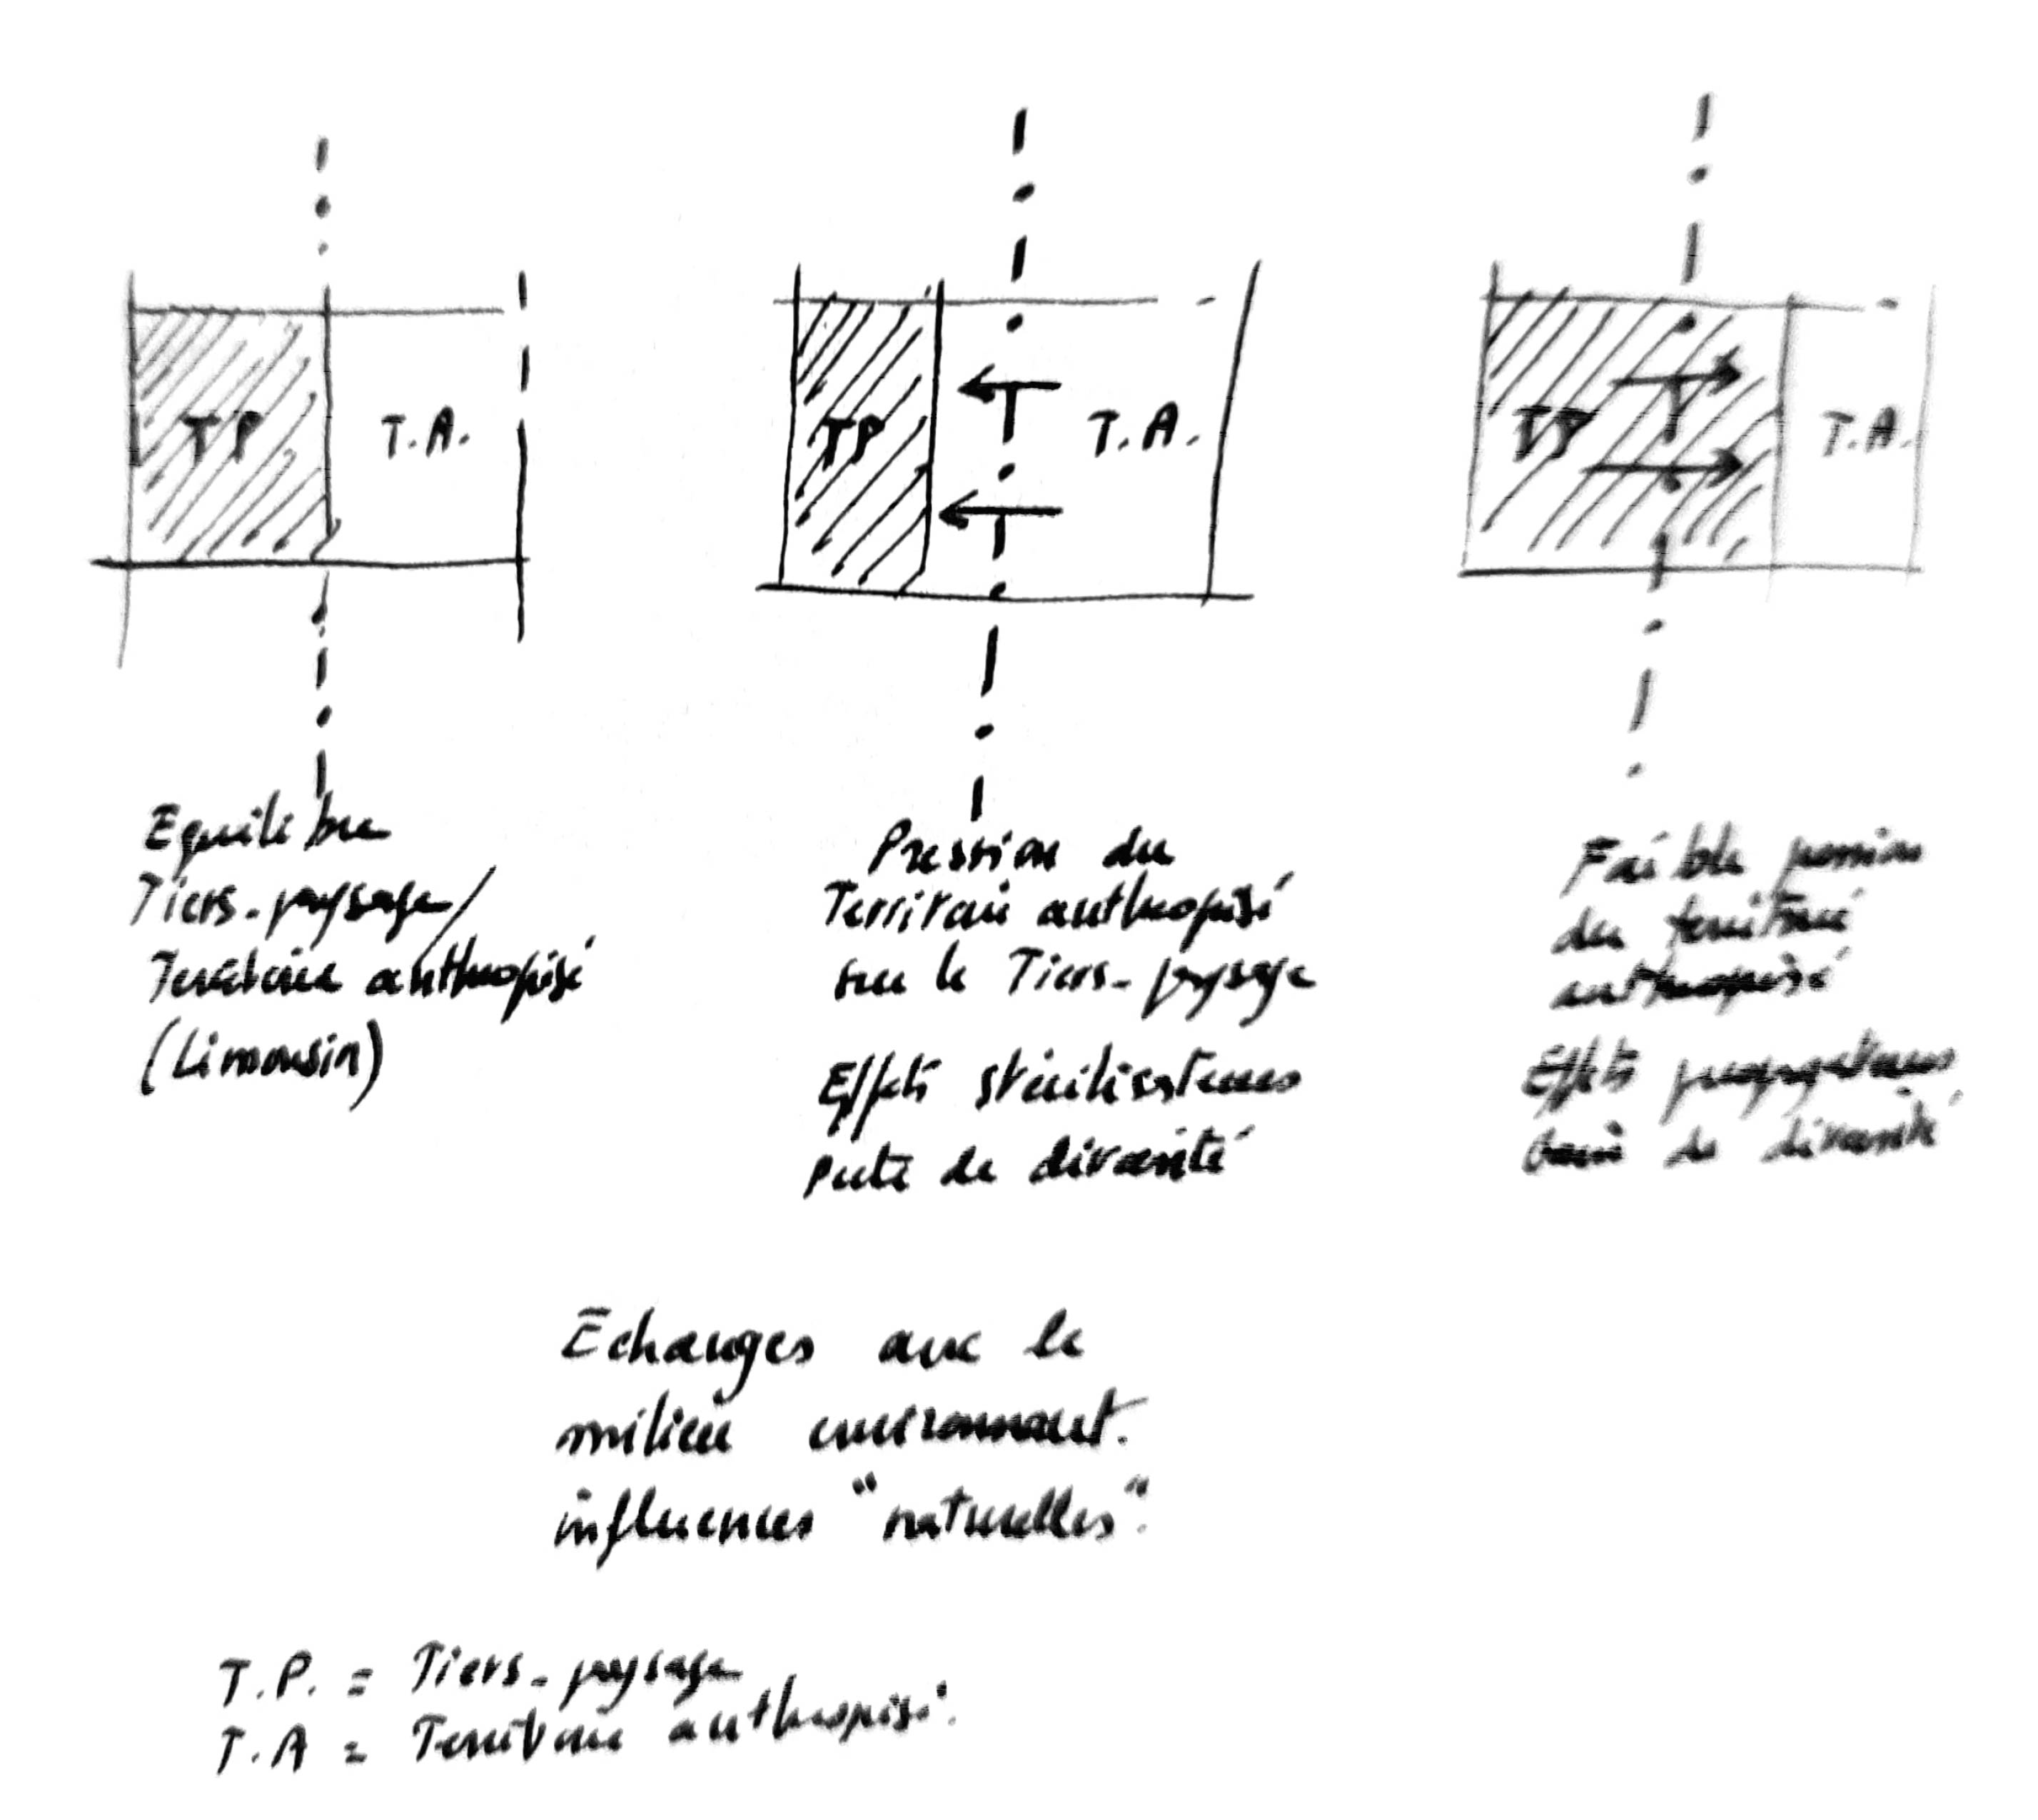 TP
T.A.
TP
T.A.
TP
T.A.
Equilibre
Tiers-paysage/
Territoire anthropisé
(Limousin)
Pression du
Territoire anthropisé
sur le Tiers-paysage
Effets stérilisateurs
perte de diversité
Faible pression
du territoire
anthropisé
Effets propagateurs
Gain de diversité
Echanges avec le
milieu environnant.
influences "naturelles".
T.P. = Tiers-paysage
T.A = Territoire anthropisé.